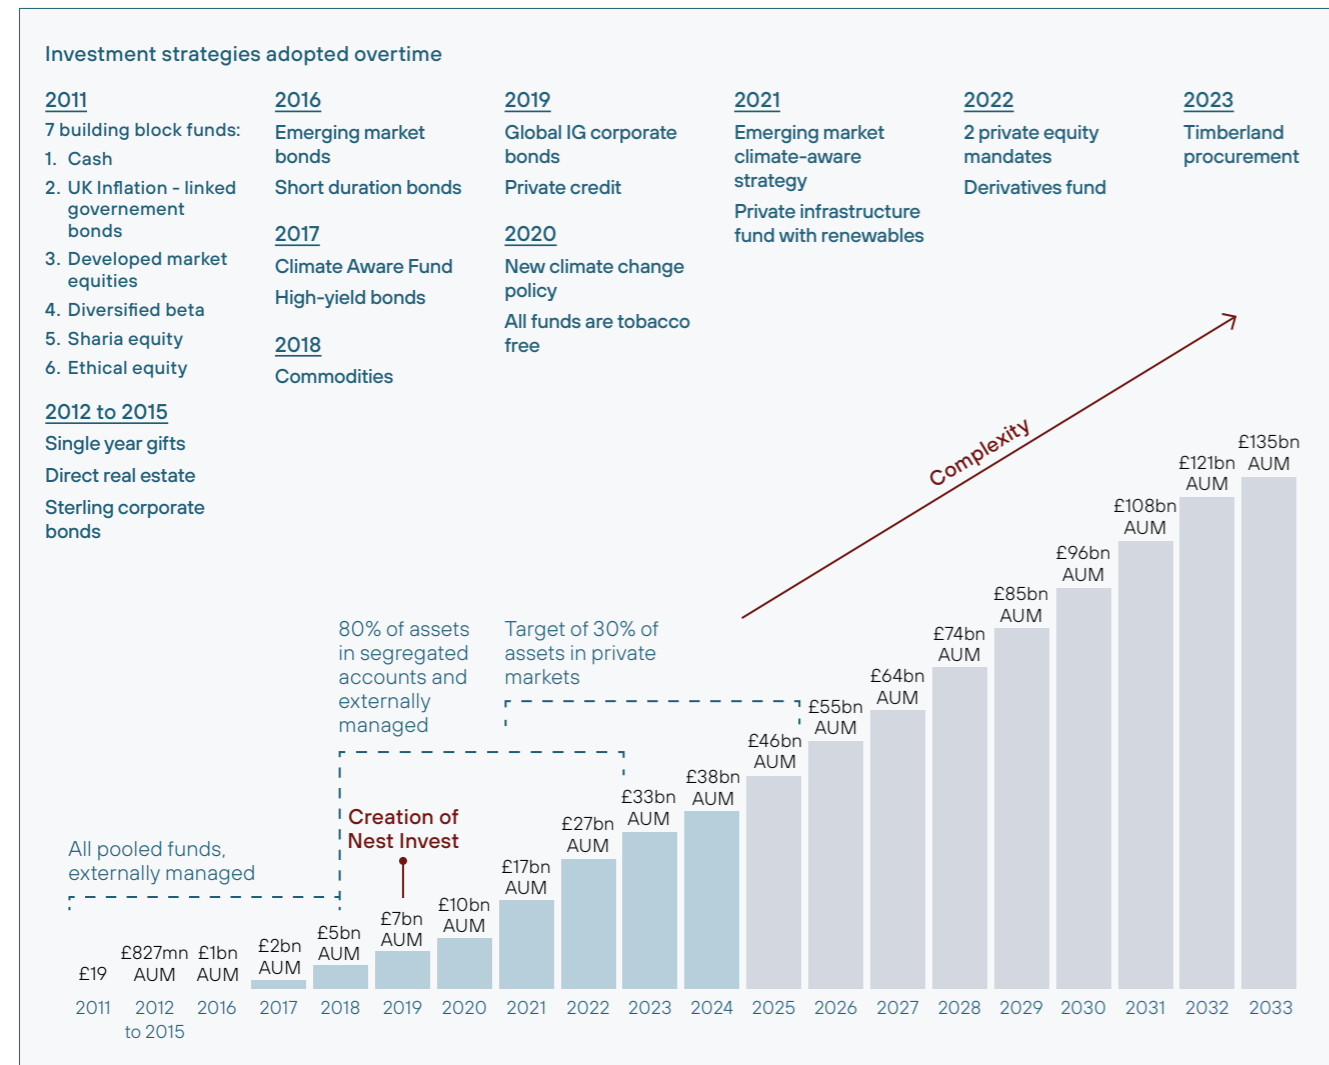 Investment strategies adopted overtime
2011
7 building block funds:
1. Cash
2. UK Inflation - linked
governement
bonds
3. Developed market
equities
4. Diversified beta
5. Sharia equity
6. Ethical equity
2012 to 2015
Single year gifts
Direct real estate
Sterling corporate
bonds
2016
Emerging market
bonds
Short duration bonds
2017
Climate Aware Fund
High-yield bonds
2018
Commodities
2019
Global IG corporate
bonds
Private credit
2020
New climate change
policy
All funds are tobacco
free
2021
Emerging market
climate-aware
strategy
Private infrastructure
fund with renewables
2022
2 private equity
mandates
Derivatives fund
2023
Timberland
procurement
Complexity
All pooled funds,
externally managed
80% of assets
in segregated
accounts and
externally
managed
Creation of
Nest Invest
Target of 30% of
assets in private
markets
£19
£827mn
AUM
£1bn
AUM
£2bn
AUM
£5bn
AUM
£7bn
AUM
£10bn
AUM
£17bn
AUM
£27bn
AUM
£33bn
AUM
£38bn
AUM
£46bn
AUM
£55bn
AUM
£64bn
AUM
£74bn
AUM
£85bn
AUM
£96bn
AUM
£108bn
AUM
£121bn
AUM
£135bn
AUM
2011
2012
to 2015
2016
2017
2018
2019
2020
2021
2022
2023
2024
2025
2026
2027
2028
2029
2030
2031
2032
2033